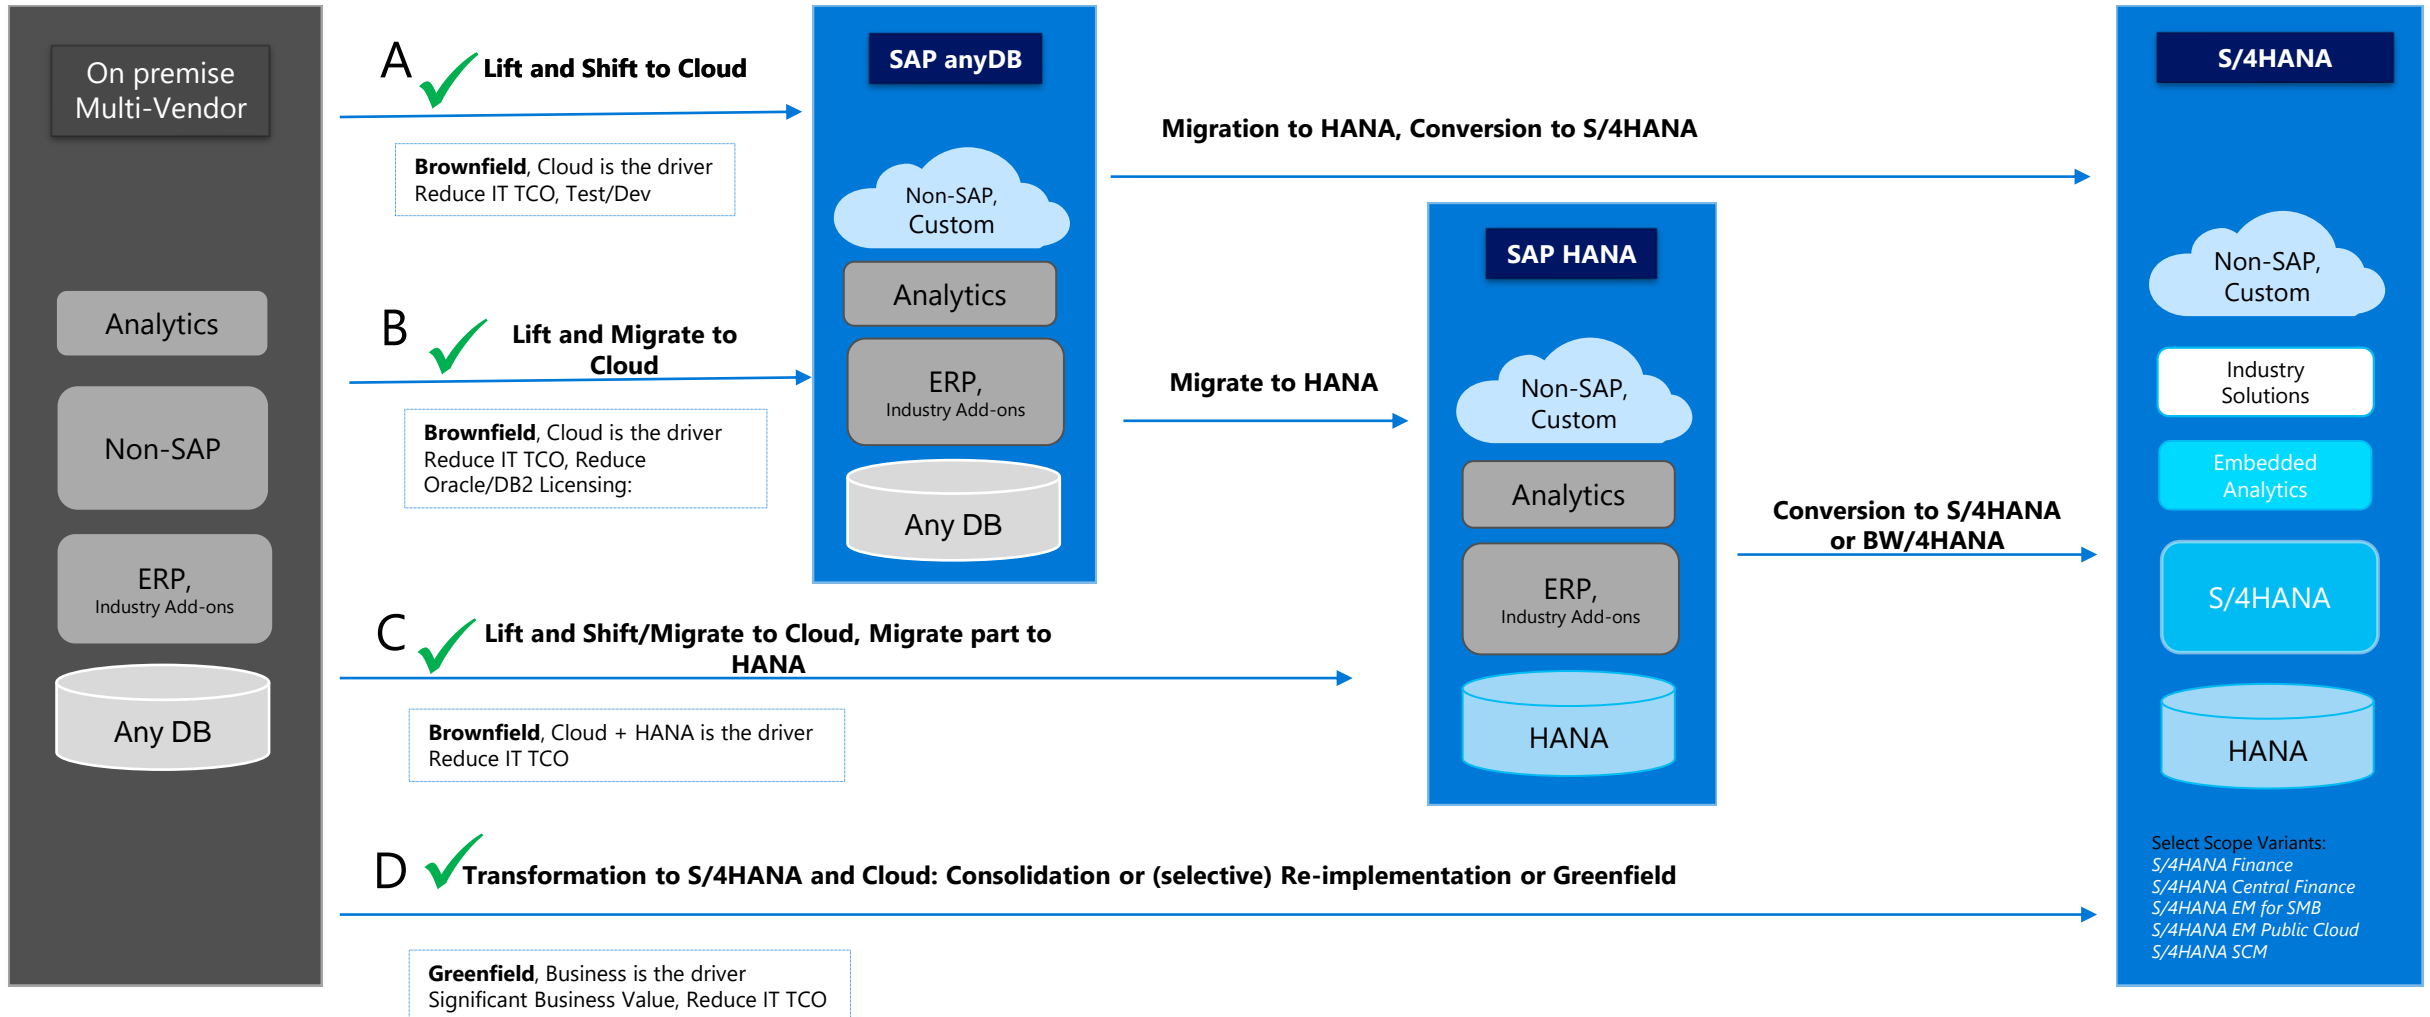 On premise
Multi-Vendor
Analytics
Non-SAP
ERP,
Industry Add-ons
Any DB
A
Lift and Shift to Cloud
Brownfield, Cloud is the driver
Reduce IT TCO, Test/Dev
B
Lift and Migrate to
Cloud
Brownfield, Cloud is the driver
Reduce IT TCO, Reduce
Oracle/DB2 Licensing:
C
Lift and Shift/Migrate to Cloud, Migrate part to
HANA
Brownfield, Cloud + HANA is the driver
Reduce IT TCO
D
Transformation to S/4HANA and Cloud: Consolidation or (selective) Re-implementation or Greenfield
Greenfield, Business is the driver
Significant Business Value, Reduce IT TCO
SAP anyDB
Non-SAP,
Custom
Analytics
ERP,
Industry Add-ons
Any DB
Migration to HANA, Conversion to S/4HANA
Migrate to HANA
SAP HANA
Non-SAP,
Custom
Analytics
ERP,
Industry Add-ons
HANA
Conversion to S/4HANA
or BW/4HANA
S/4HANA
Non-SAP,
Custom
Industry
Solutions
Embedded
Analytics
S/4HANA
HANA
Select Scope Variants:
S/4HANA Finance
S/4HANA Central Finance
S/4HANA EM for SMB
S/4HANA EM Public Cloud
S/4HANA SCM